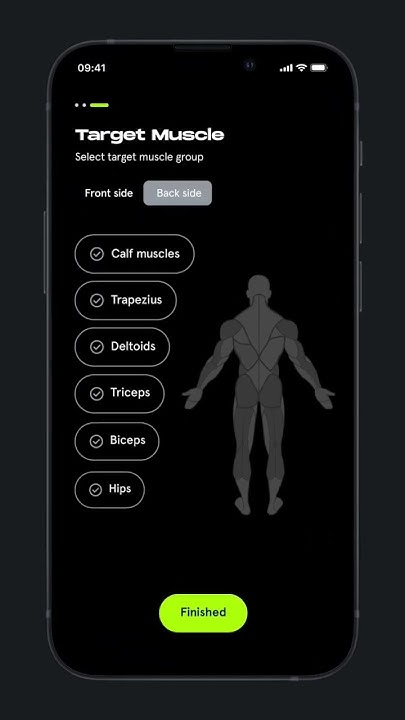 09:41
Target Muscle
Select target muscle group
Front side Back side
Calf muscles
Trapezius
Deltoids
Triceps
Biceps
Hips
Finished